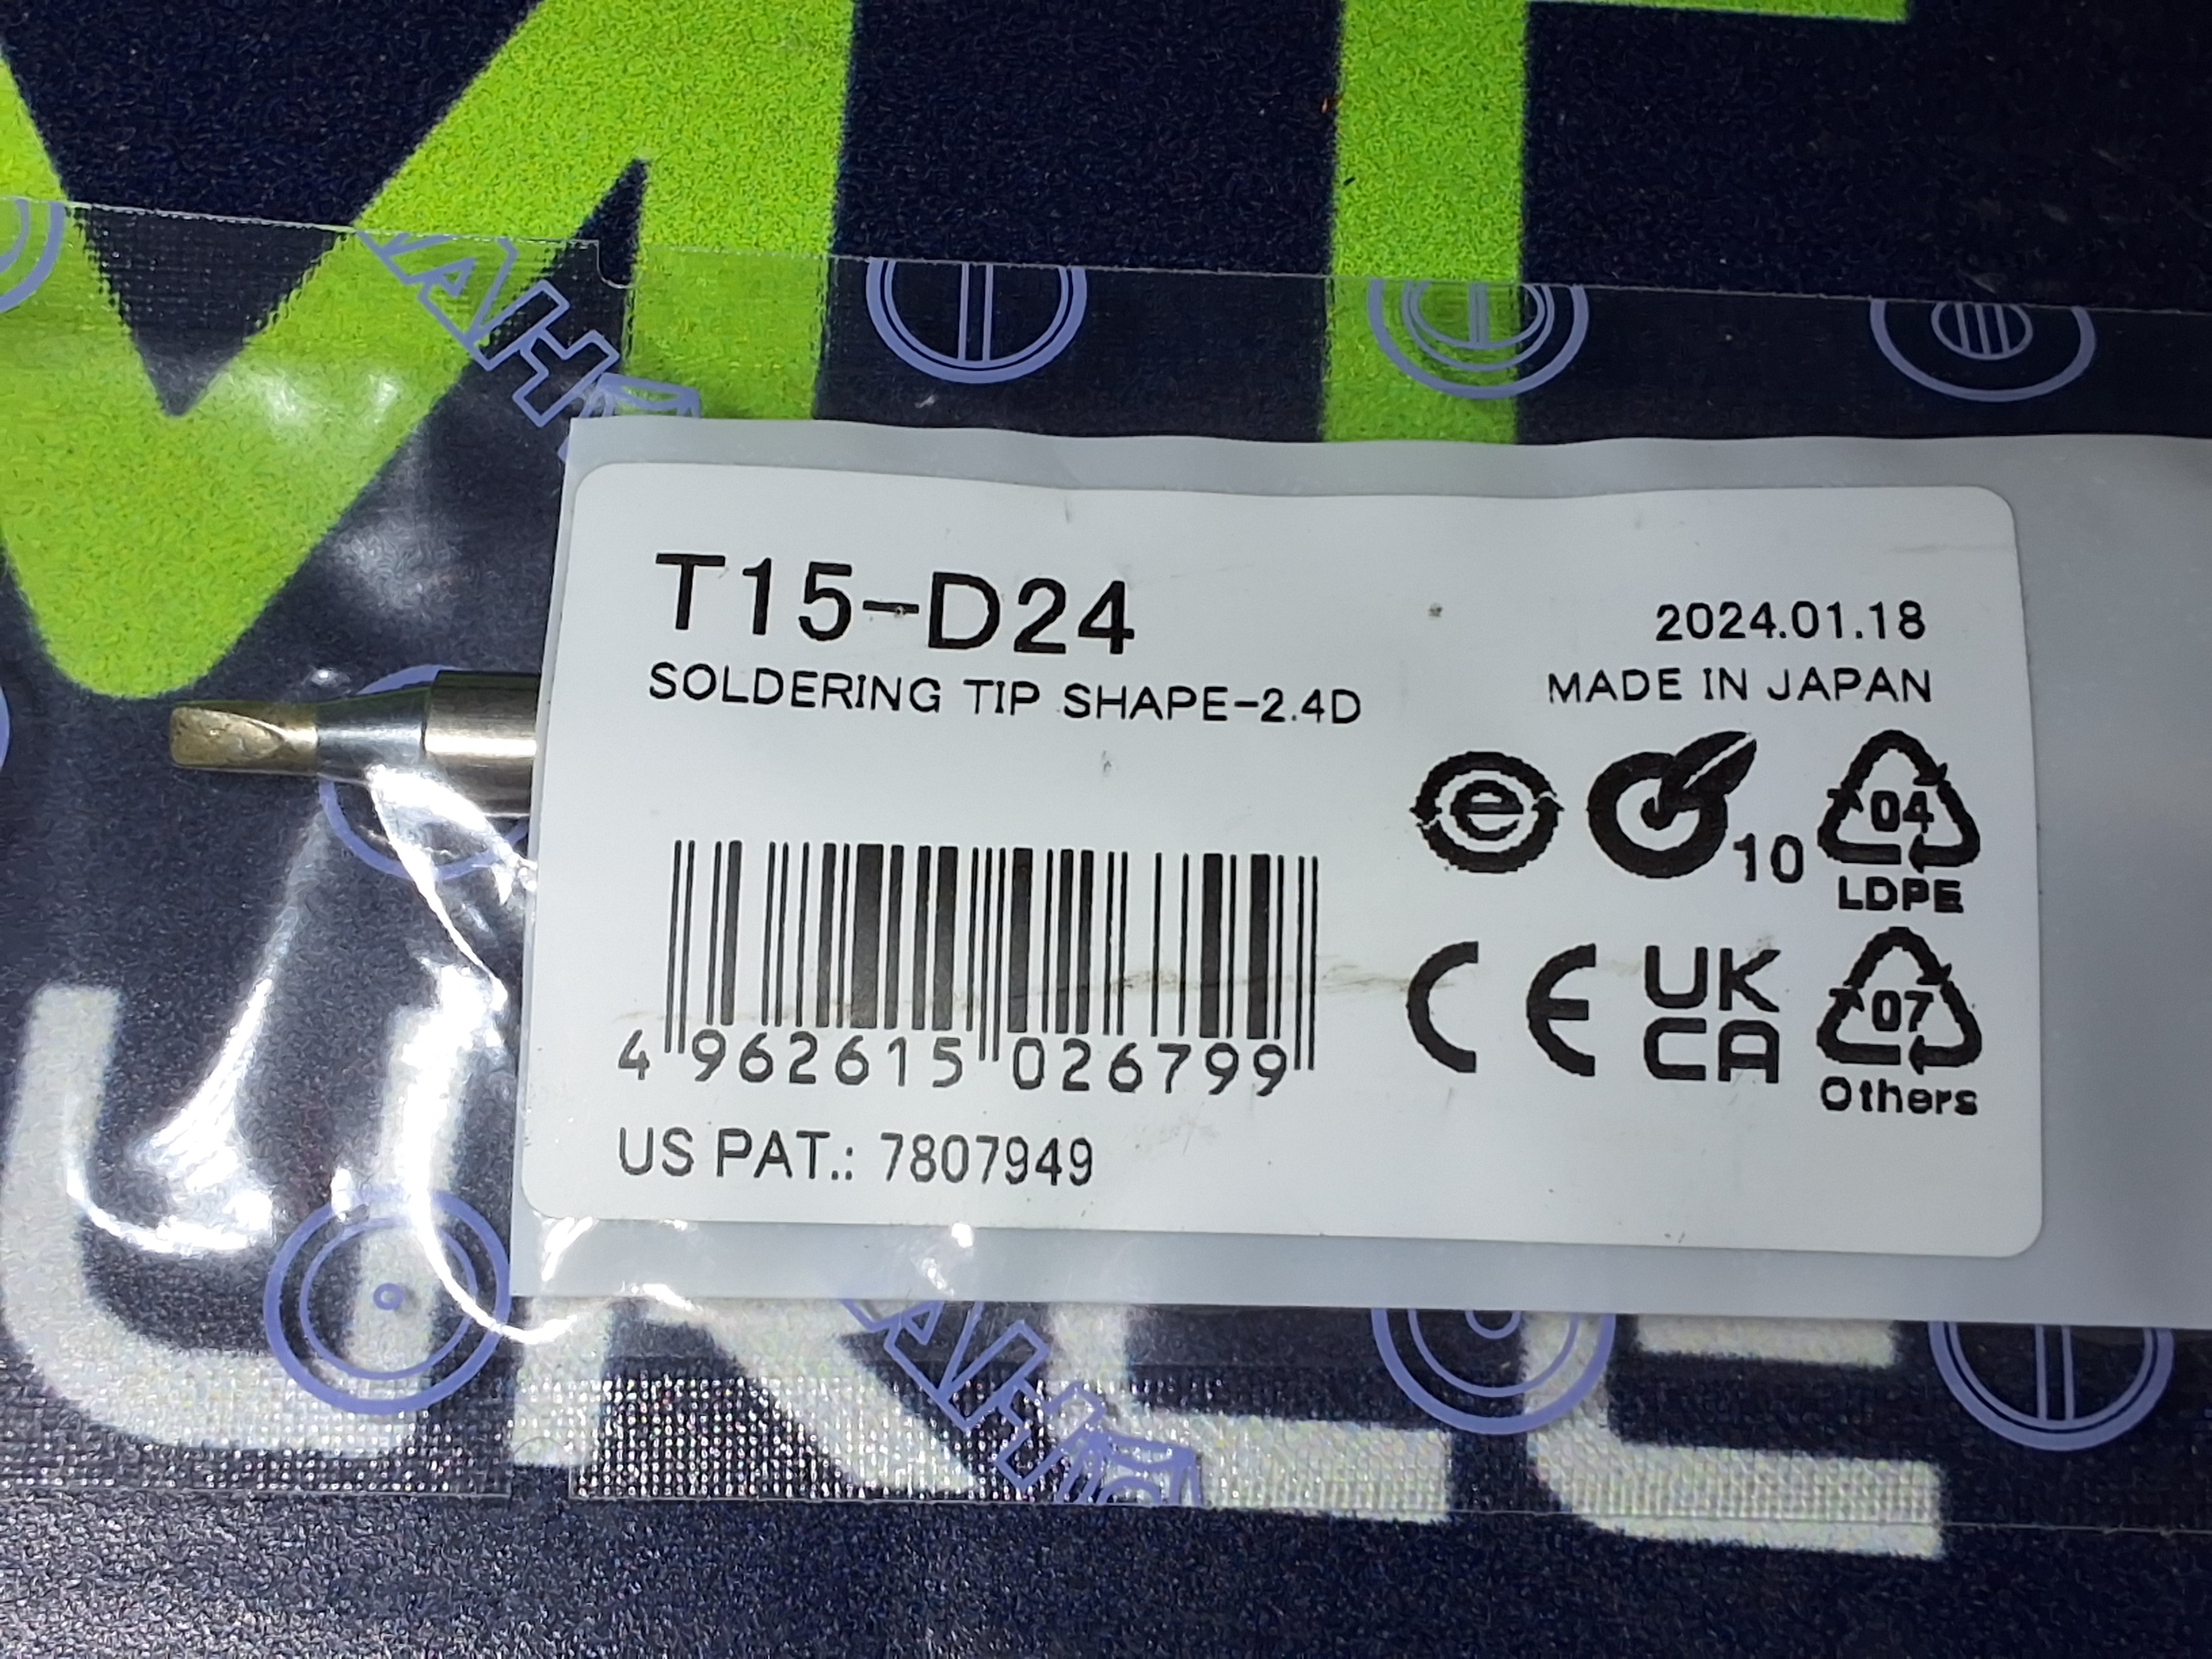 T15-D24
SOLDERING TIP SHAPE-2.4D
2024.01.18
MADE IN JAPAN
e
10
04
LDPE
CE
UK
CA
07
Others
4 962615 026799
US PAT.: 7807949